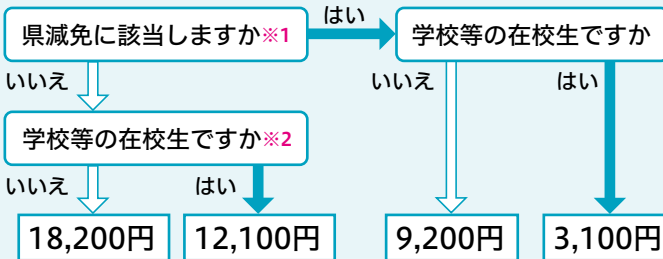 はい
県減免に該当しますか※1
学校等の在校生ですか
いいえ
いいえ
はい
学校等の在校生ですか※2
いいえ
はい
18,200円
12,100円
9,200円
3,100円